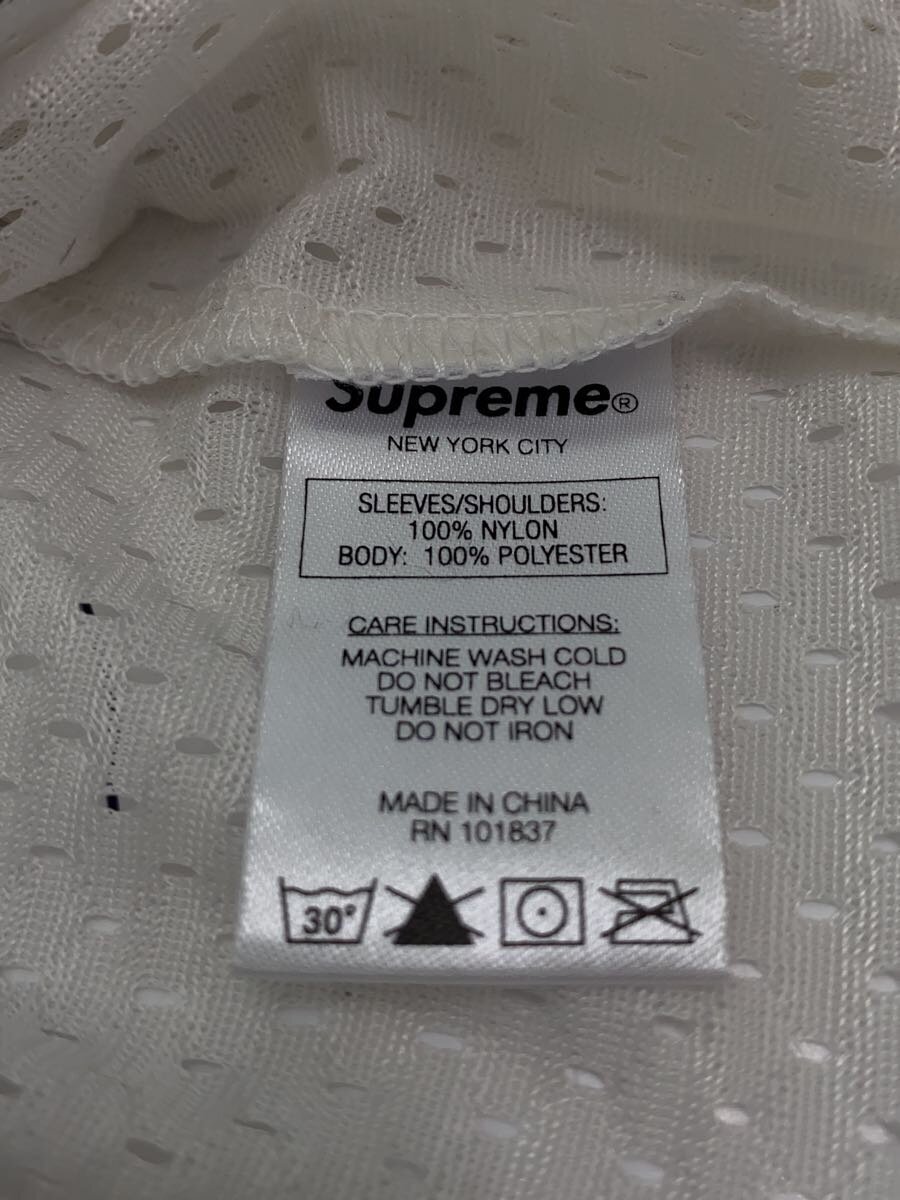 Supreme®
NEW YORK CITY
SLEEVES/SHOULDERS:
100% NYLON
BODY: 100% POLYESTER
CARE INSTRUCTIONS:
MACHINE WASH COLD
DO NOT BLEACH
TUMBLE DRY LOW
DO NOT IRON
MADE IN CHINA
RN 101837
30°